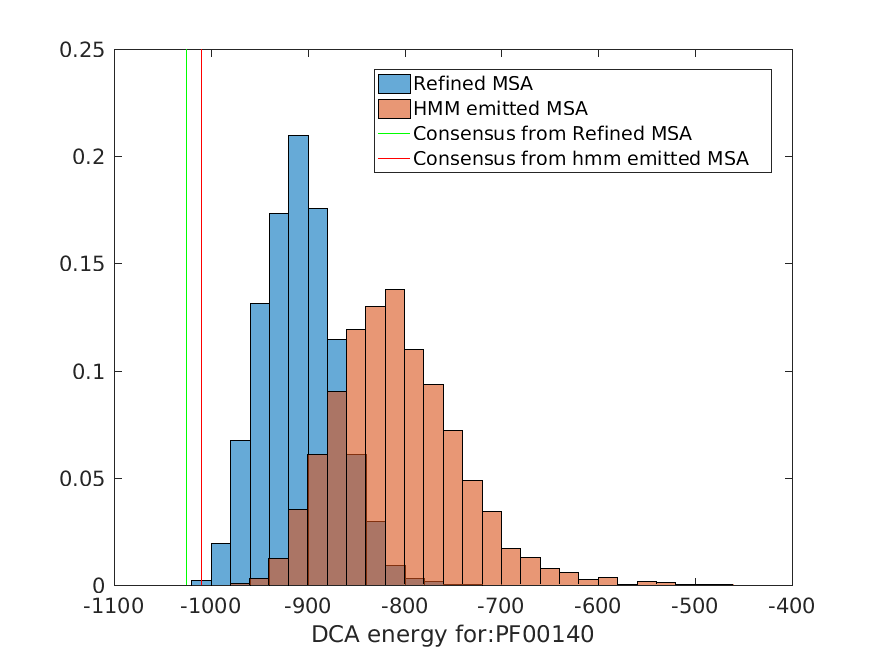 0.25
0.2
0.15
0.1
0.05
0
Refined MSA
HMM emitted MSA
Consensus from Refined MSA
Consensus from hmm emitted MSA
-1100 -1000 -900 -800 -700 -600 -500 -400
DCA energy for:PF00140